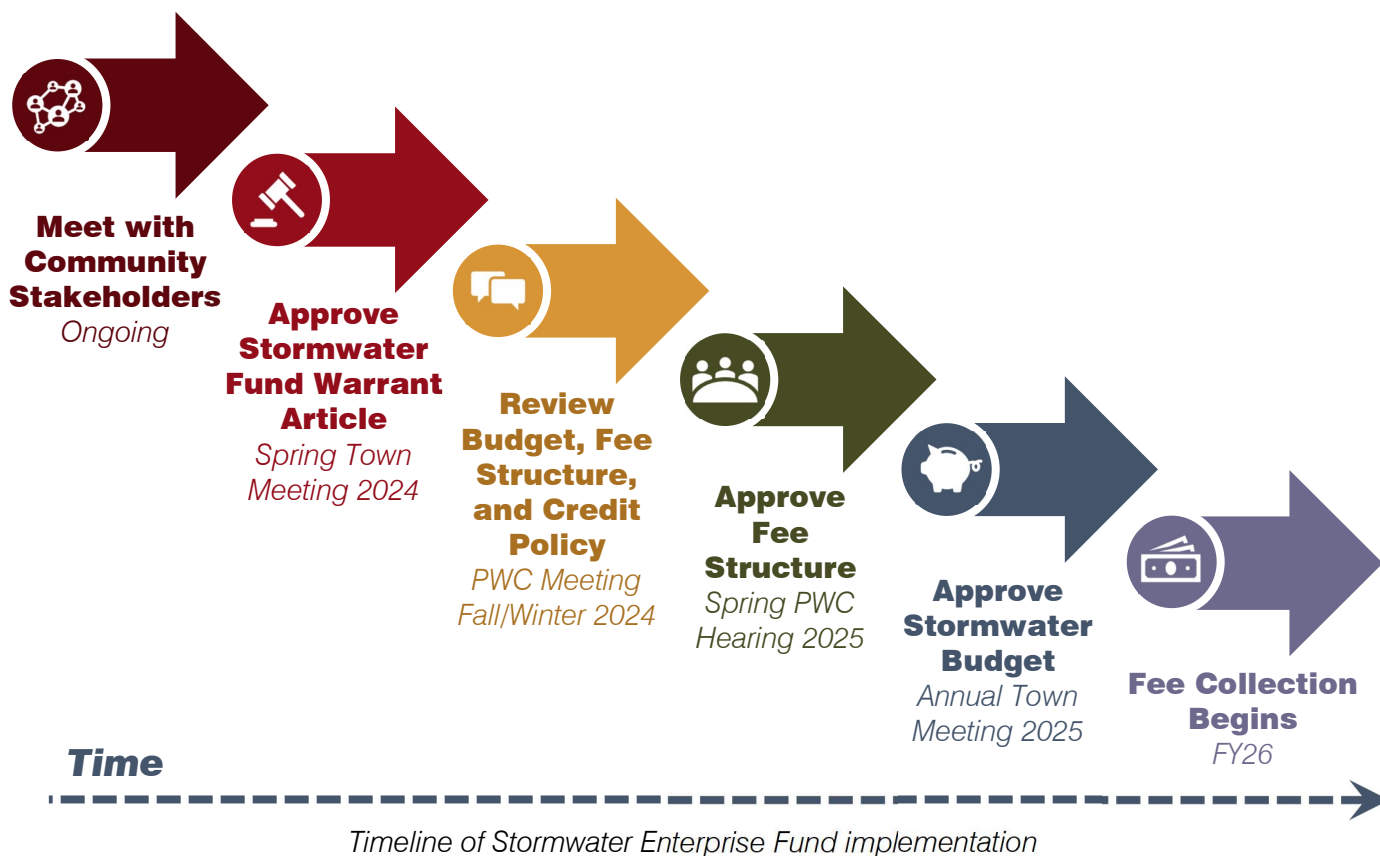 Meet with
Community
Stakeholders
Ongoing
Approve
Stormwater
Fund Warrant
Article
Spring Town
Meeting 2024
Review
Budget, Fee
Structure,
and Credit
Policy
PWC Meeting
Fall/Winter 2024
Approve
Fee
Structure
Spring PWC
Hearing 2025
Approve
Stormwater
Budget
Annual Town
Meeting 2025
Fee Collection
Begins
FY26
Time
Timeline of Stormwater Enterprise Fund implementation